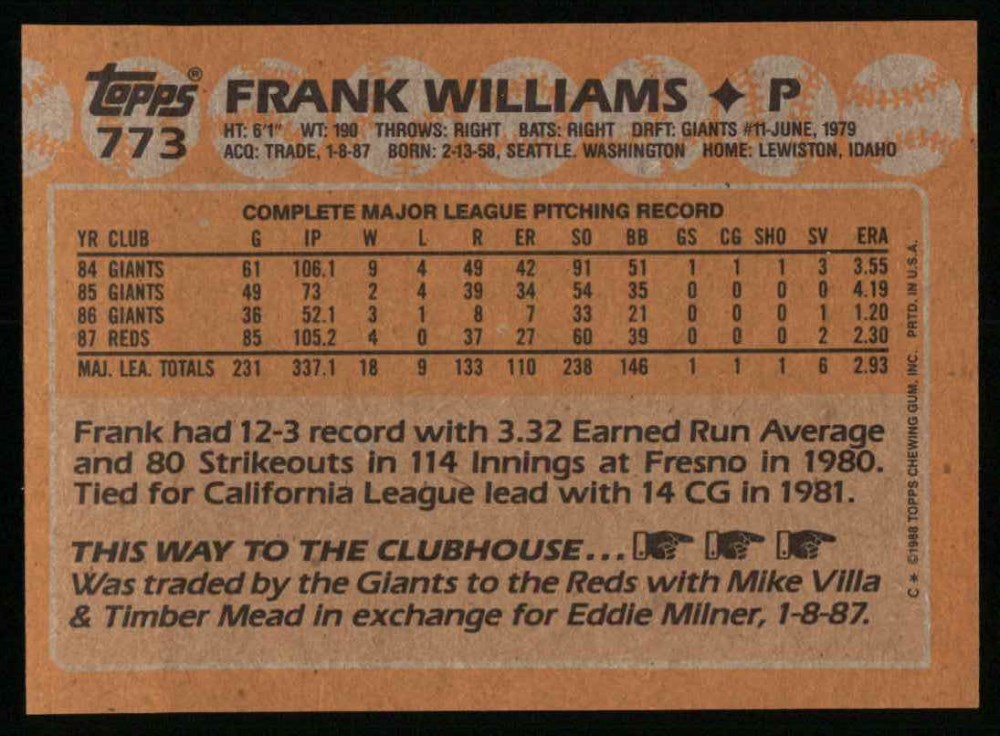 topps® FRANK WILLIAMS ✦ P
773
HT: 6'1" WT: 190 THROWS: RIGHT BATS: RIGHT DRFT: GIANTS #11-JUNE, 1979
ACQ: TRADE, 1-8-87 BORN: 2-13-58, SEATTLE. WASHINGTON HOME: LEWISTON, IDAHO
COMPLETE MAJOR LEAGUE PITCHING RECORD
YR CLUB G IP W L R ER SO BB GS CG SHO SV ERA
84 GIANTS 61 106.1 9 4 49 42 91 51 1 1 1 3 3.55
85 GIANTS 49 73 2 4 39 34 54 35 0 0 0 0 4.19
86 GIANTS 36 52.1 3 1 8 7 33 21 0 0 0 1 1.20
87 REDS 85 105.2 4 0 37 27 60 39 0 0 0 2 2.30
MAJ. LEA. TOTALS 231 337.1 18 9 133 110 238 146 1 1 1 6 2.93
Frank had 12-3 record with 3.32 Earned Run Average
and 80 Strikeouts in 114 Innings at Fresno in 1980.
Tied for California League lead with 14 CG in 1981.
THIS WAY TO THE CLUBHOUSE...
Was traded by the Giants to the Reds with Mike Villa
& Timber Mead in exchange for Eddie Milner, 1-8-87.
C* ©1988 TOPPS CHEWING GUM, INC. PRTD. IN U.S.A.